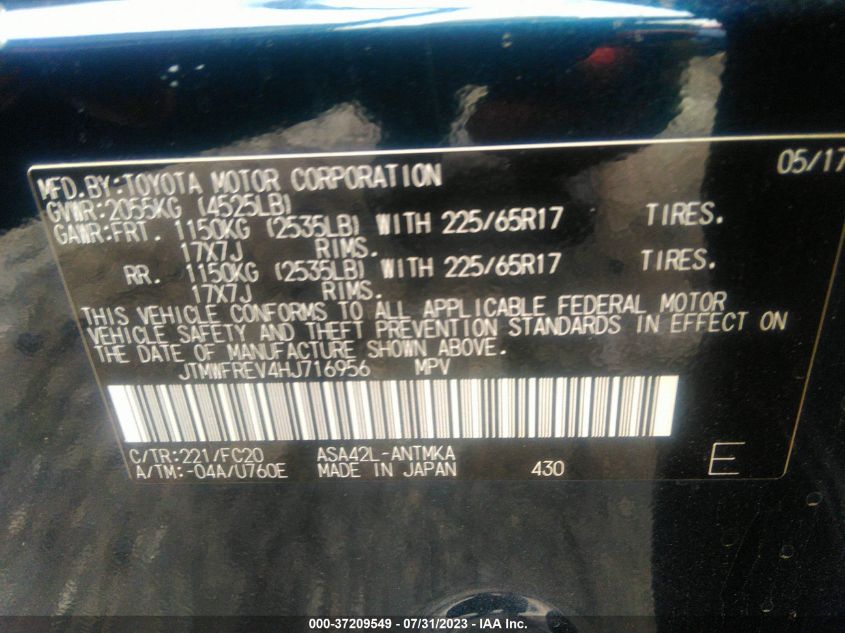 05/17
MFD.BY:TOYOTA MOTOR CORPORATION
GVWR:2055KG (4525LB)
GAWR:FRT. 1150KG (2535LB) WITH 225/65R17 TIRES.
17X7J RIMS.
RR. 1150KG (2535LB) WITH 225/65R17 TIRES.
17X7J RIMS.
THIS VEHICLE CONFORMS TO ALL APPLICABLE FEDERAL MOTOR
VEHICLE SAFETY AND THEFT PREVENTION STANDARDS IN EFFECT ON
THE DATE OF MANUFACTURE SHOWN ABOVE.
JTMWFREV4HJ716956 MPV
C/TR:221/FC20 ASA42L-ANTMKA
A/TM:-04A/U760E MADE IN JAPAN 430 E
000-37209549 - 07/31/2023 - IAA Inc.